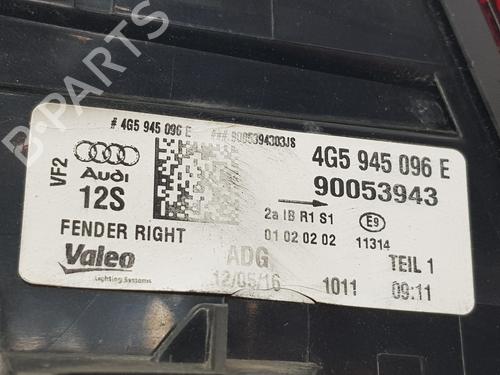 # 4G5 945 096 E
### 9005394303JS
VF2
Audi
12S
4G5 945 096 E
90053943
2a IB R1 S1
E9
01 02 02 02
11314
FENDER RIGHT
Valeo
Lighting Systems
ADG
12/05/16
TEIL 1
1011
09:11
B-PARTS